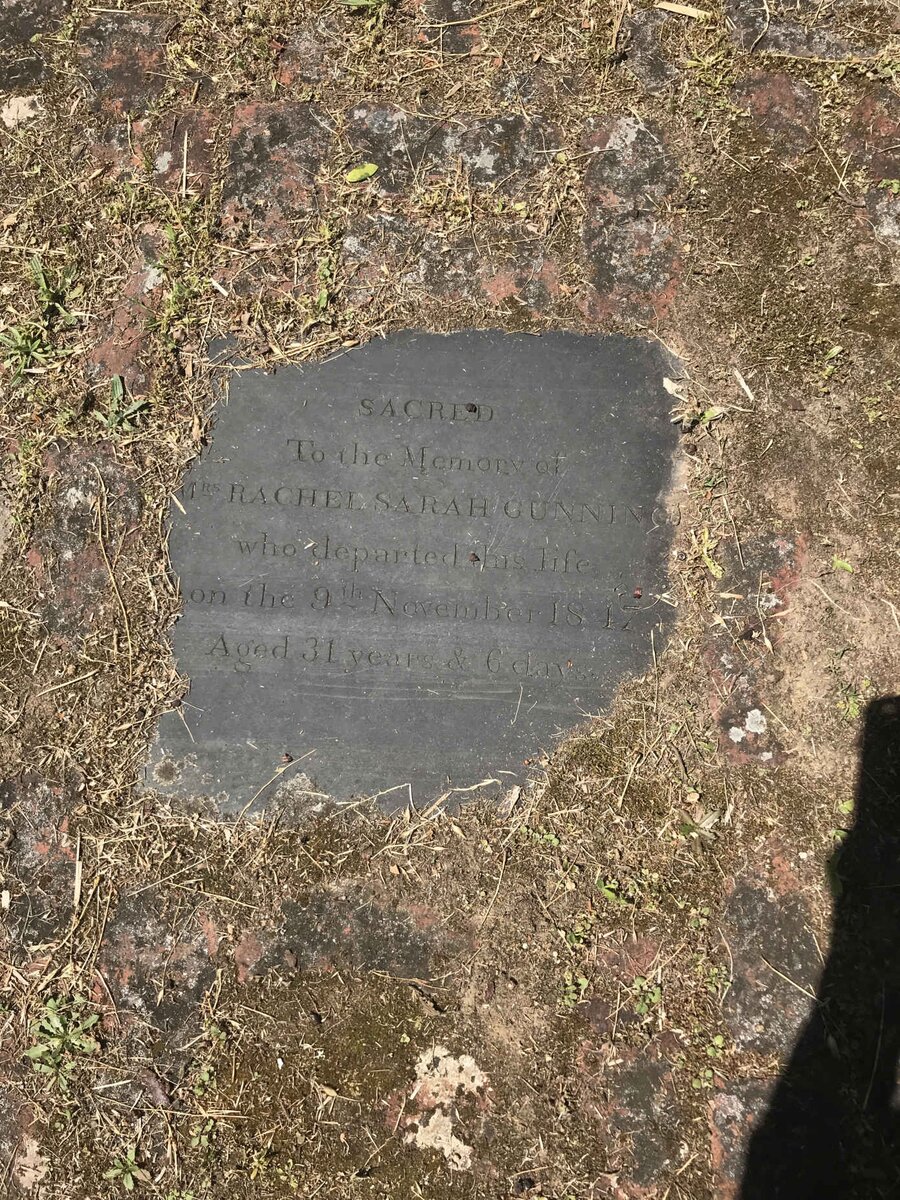 SACRED
To the Memory of
Mrs RACHEL SARAH GUNNING
who departed this life
on the 9th November 1847
Aged 31 years & 6 days.